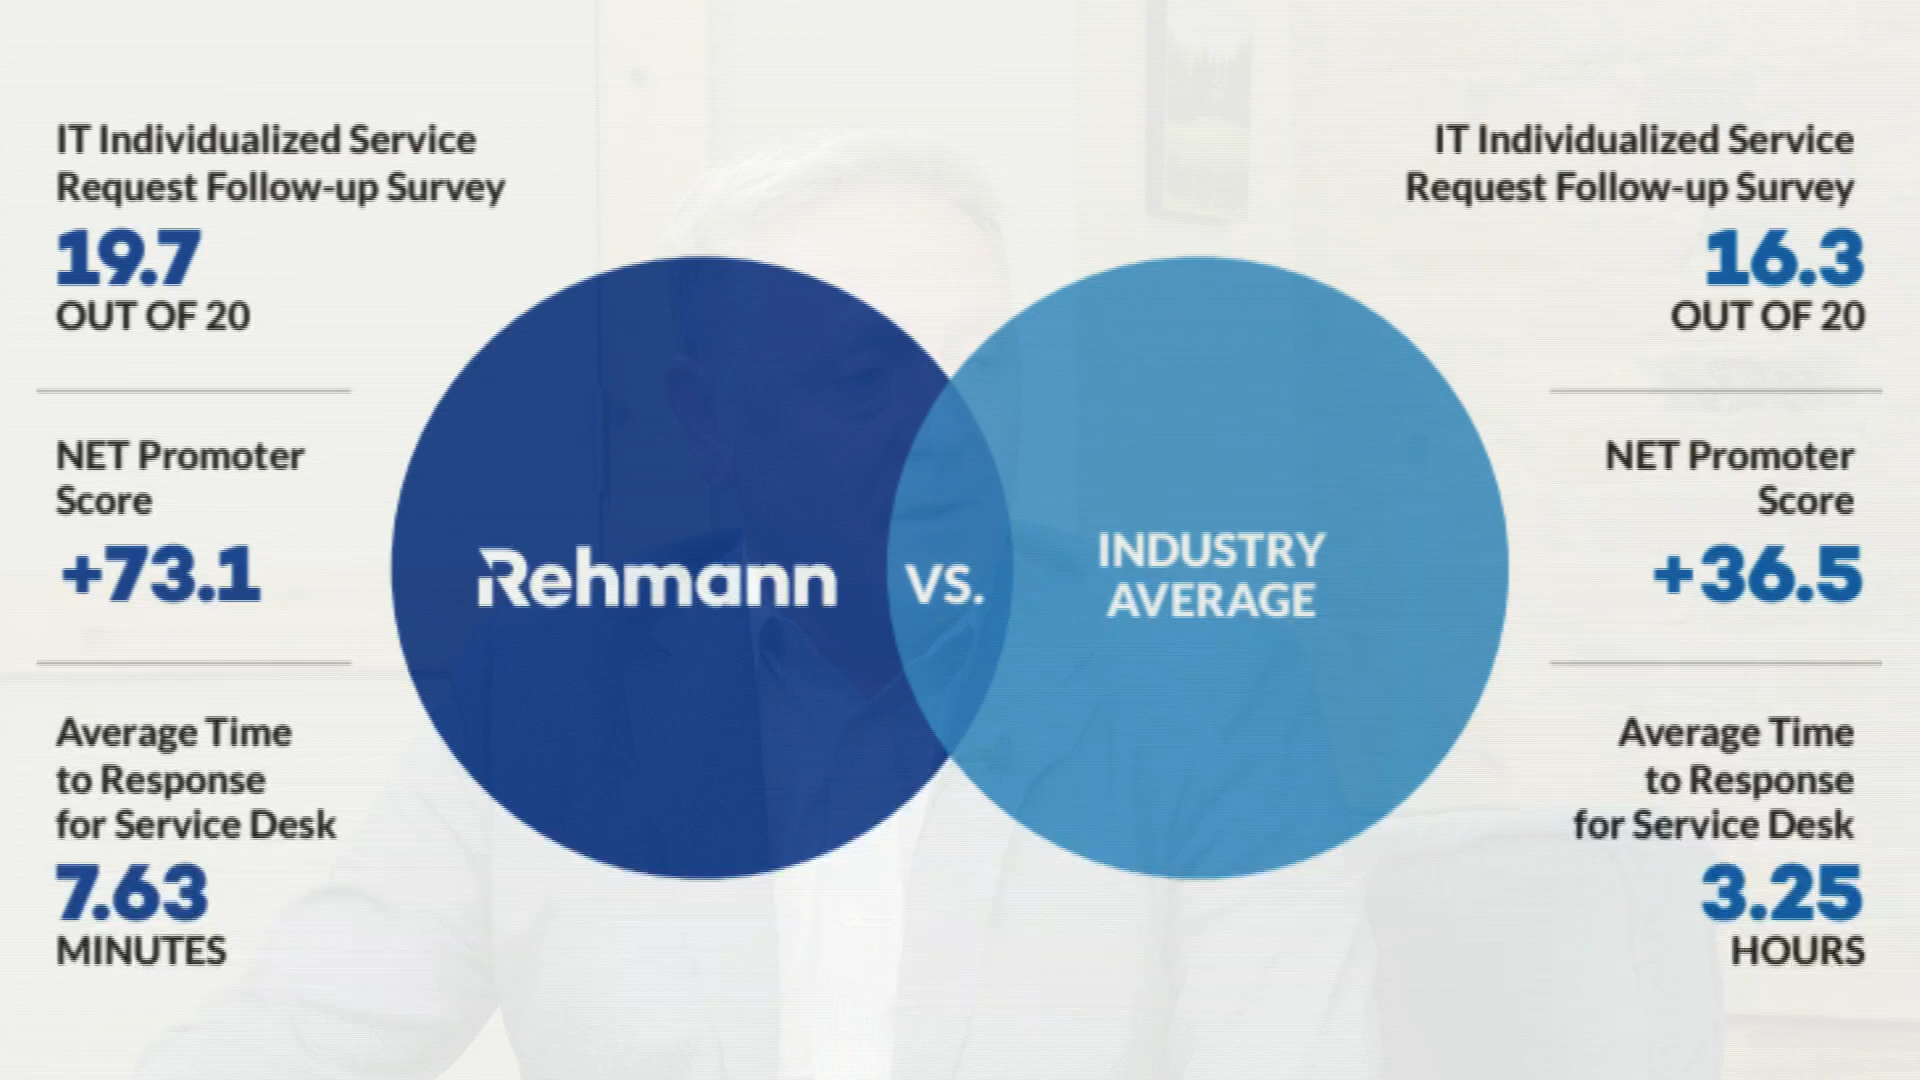 IT Individualized Service
Request Follow-up Survey
19.7
OUT OF 20
NET Promoter
Score
+73.1
Average Time
to Response
for Service Desk
7.63
MINUTES
Rehmann
VS.
INDUSTRY
AVERAGE
IT Individualized Service
Request Follow-up Survey
16.3
OUT OF 20
NET Promoter
Score
+36.5
Average Time
to Response
for Service Desk
3.25
HOURS